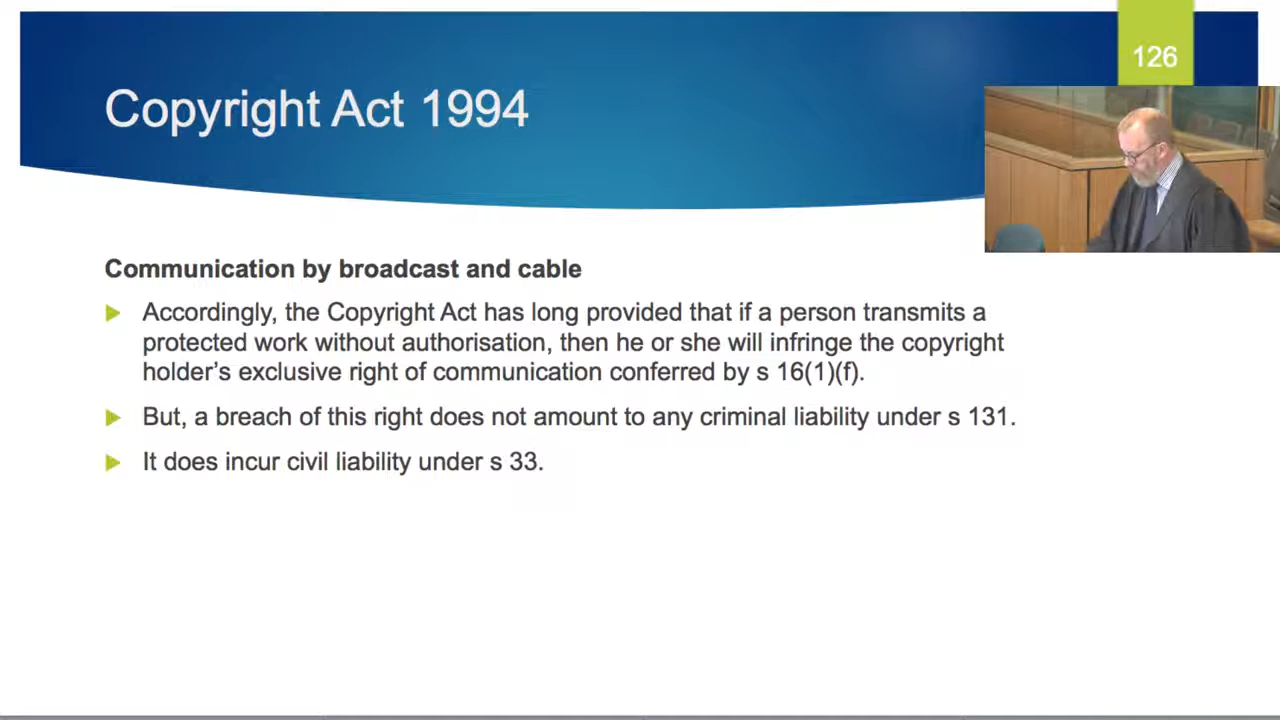 126
Copyright Act 1994
Communication by broadcast and cable
Accordingly, the Copyright Act has long provided that if a person transmits a
protected work without authorisation, then he or she will infringe the copyright
holder’s exclusive right of communication conferred by s 16(1)(f).
But, a breach of this right does not amount to any criminal liability under s 131.
It does incur civil liability under s 33.